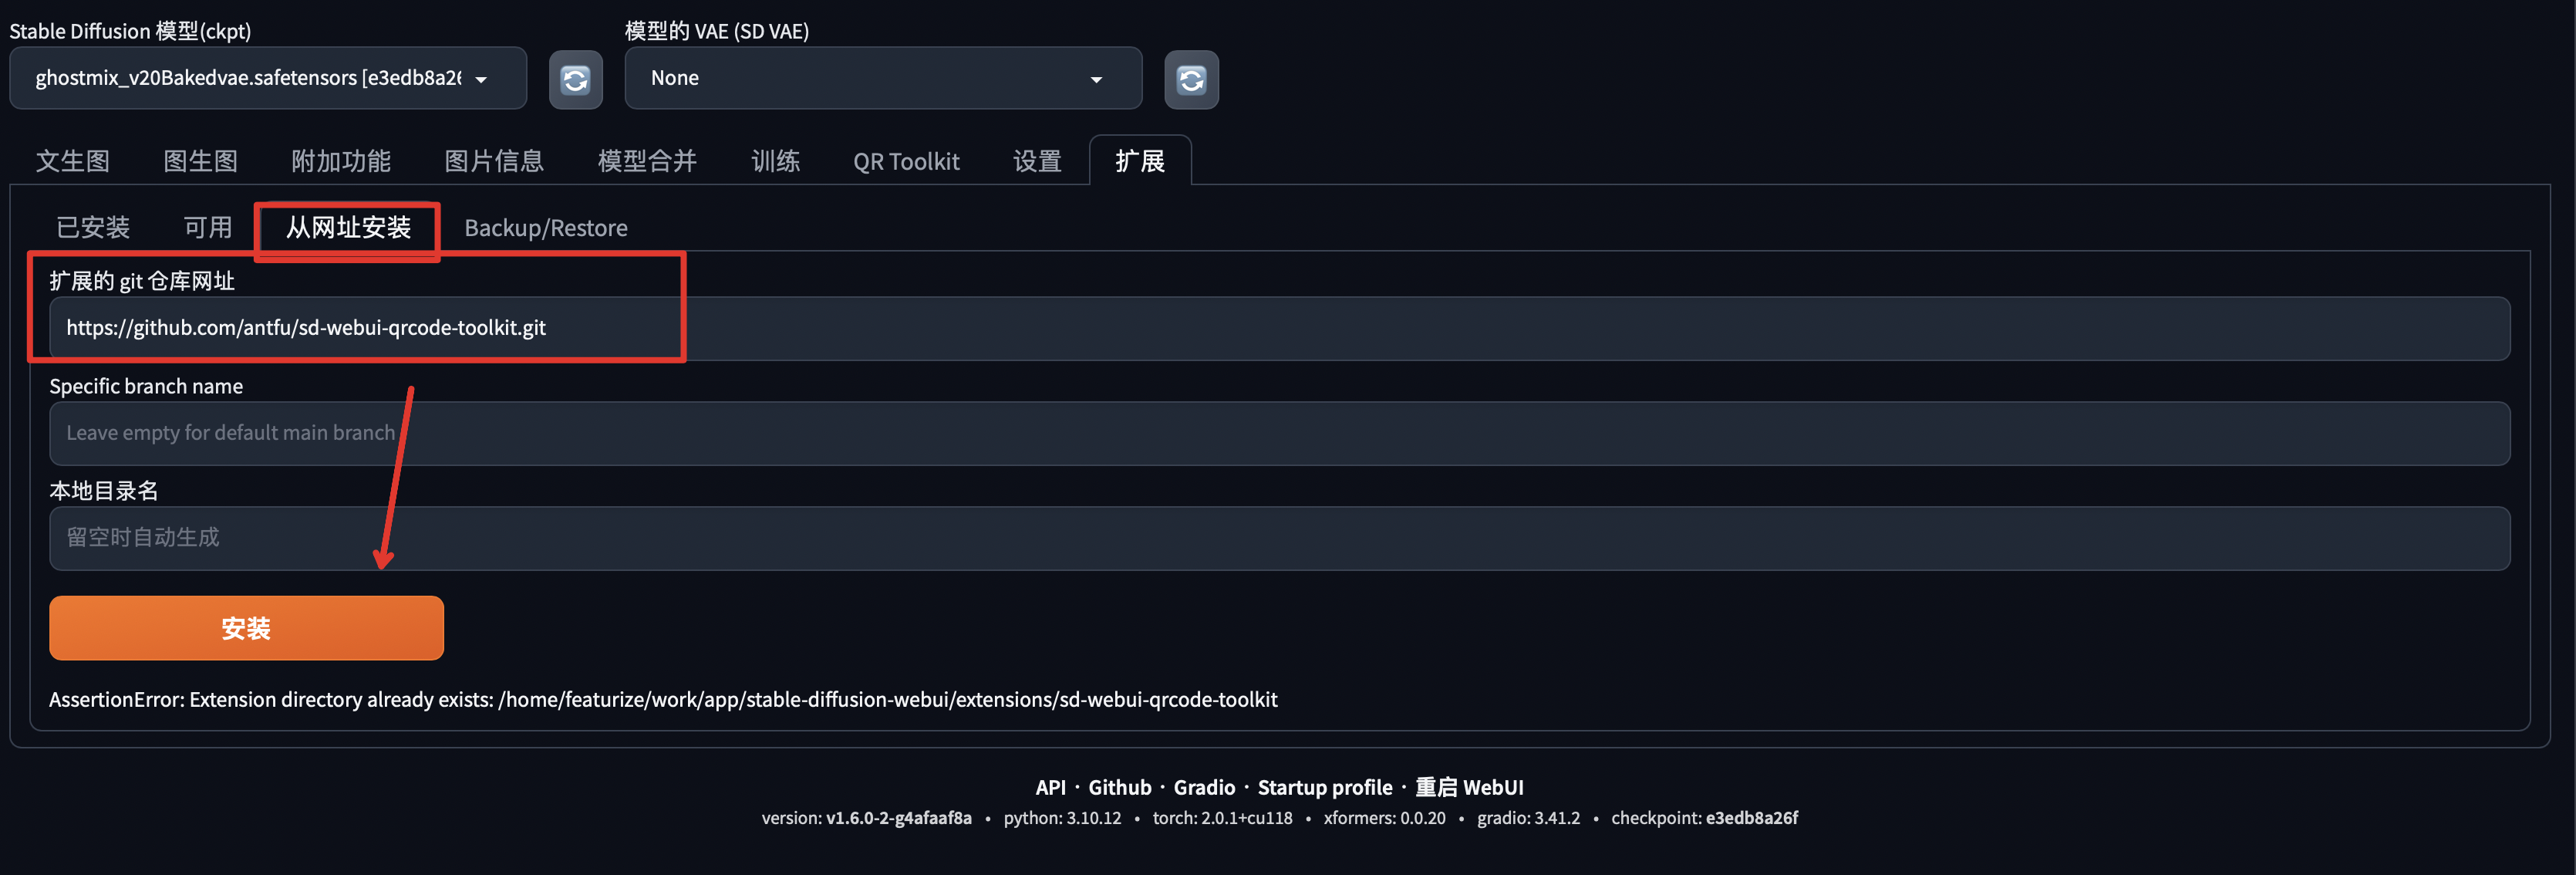 Stable Diffusion 模型(ckpt) 模型的 VAE (SD VAE)
ghostmix_v20Bakedvae.safetensors [e3edb8a26 None
文生图 图生图 附加功能 图片信息 模型合并 训练 QR Toolkit 设置 扩展
已安装 可用 从网址安装 Backup/Restore
扩展的 git 仓库网址
https://github.com/antfu/sd-webui-qrcode-toolkit.git
Specific branch name
Leave empty for default main branch
本地目录名
留空时自动生成
安装
AssertionError: Extension directory already exists: /home/featurize/work/app/stable-diffusion-webui/extensions/sd-webui-qrcode-toolkit
API · Github · Gradio · Startup profile · 重启 WebUI
version: v1.6.0-2-g4afaaf8a • python: 3.10.12 • torch: 2.0.1+cu118 • xformers: 0.0.20 • gradio: 3.41.2 • checkpoint: e3edb8a26f